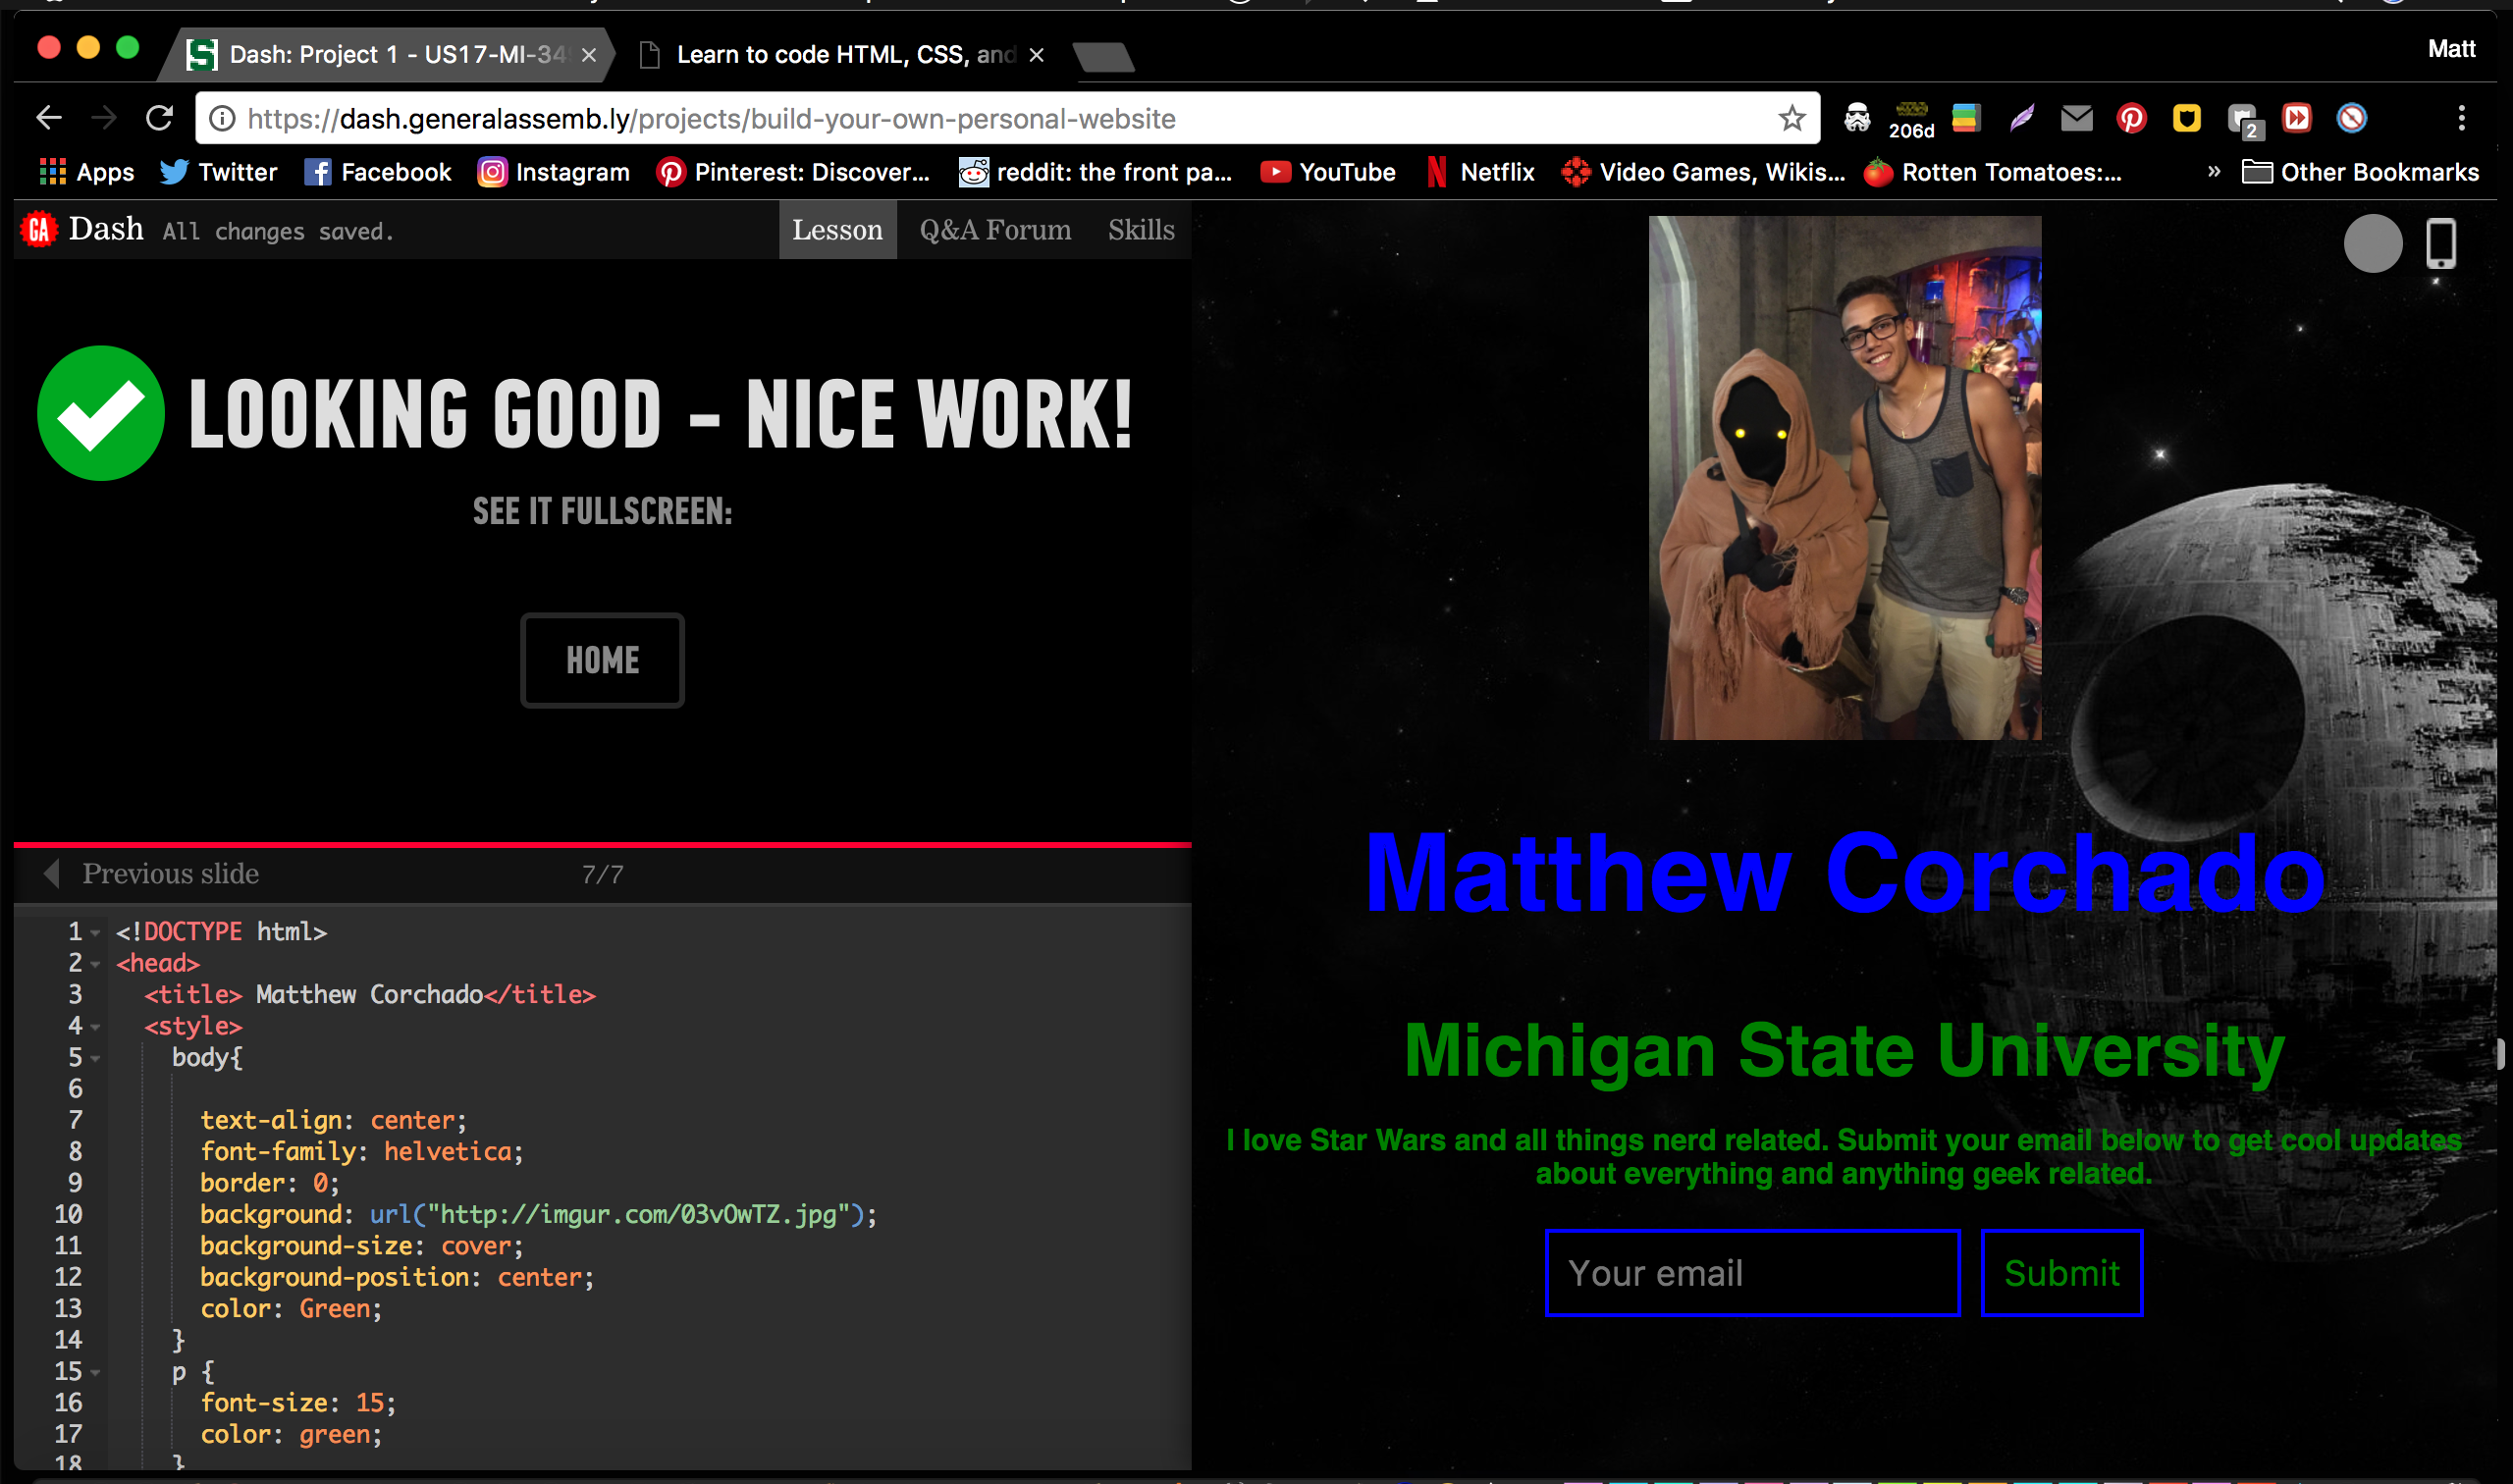 Dash: Project 1 - US17-MI-34
Learn to code HTML, CSS, and
Matt
https://dash.generalassemb.ly/projects/build-your-own-personal-website
206d
2
Apps
Twitter
Facebook
Instagram
Pinterest: Discover...
reddit: the front pa...
YouTube
Netflix
Video Games, Wikis...
Rotten Tomatoes:...
»
Other Bookmarks
GA
Dash
All changes saved.
Lesson
Q&A Forum
Skills
LOOKING GOOD - NICE WORK!
SEE IT FULLSCREEN:
HOME
Previous slide
7/7
1 <!DOCTYPE html>
2 <head>
3 <title> Matthew Corchado</title>
4 <style>
5 body{
6
7 text-align: center;
8 font-family: helvetica;
9 border: 0;
10 background: url("http://imgur.com/03vOwTZ.jpg");
11 background-size: cover;
12 background-position: center;
13 color: Green;
14 }
15 p {
16 font-size: 15;
17 color: green;
18 }
Matthew Corchado
Michigan State University
I love Star Wars and all things nerd related. Submit your email below to get cool updates
about everything and anything geek related.
Your email
Submit